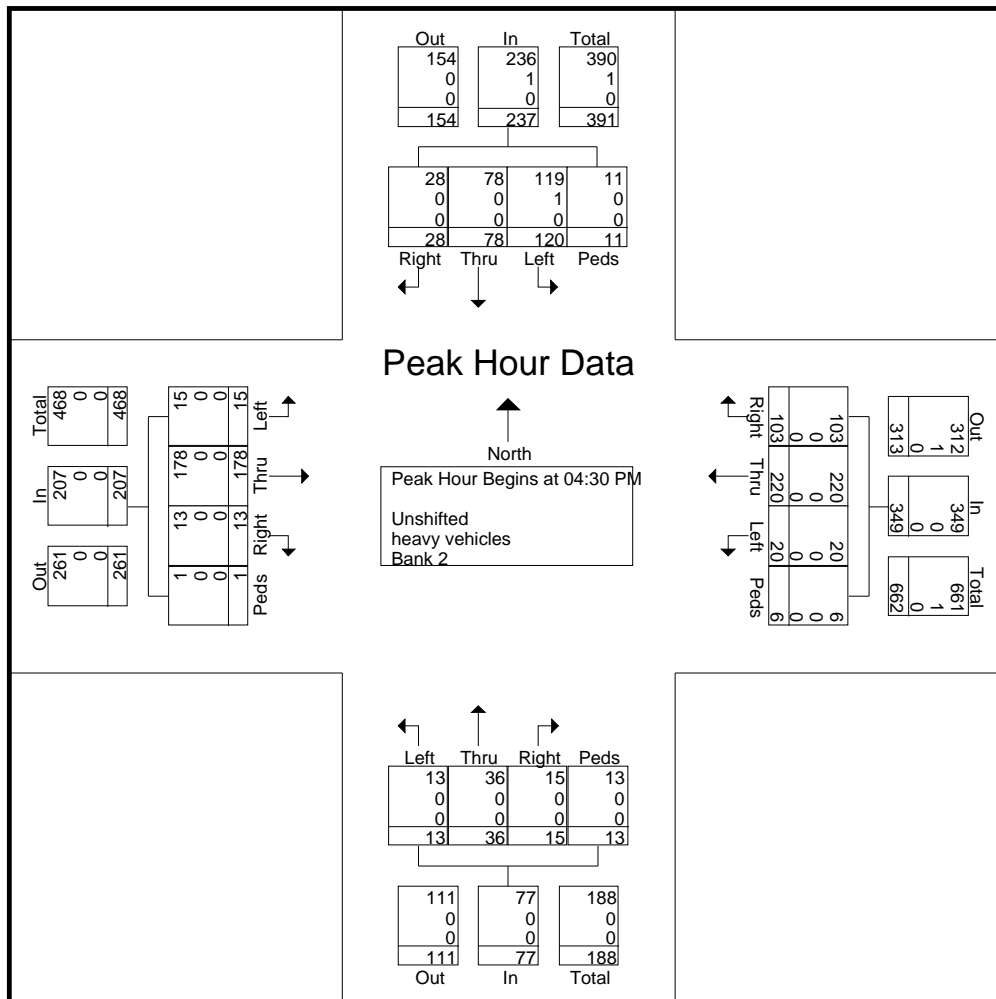 Out In Total
154 236 390
0 1 1
0 0 0
154 237 391
28 78 119 11
0 0 1 0
0 0 0 0
28 78 120 11
Right Thru Left Peds
Peak Hour Data
North
Peak Hour Begins at 04:30 PM
Unshifted
heavy vehicles
Bank 2
Total
468 0 0 468
In
207 0 0 207
Out
261 0 0 261
15 0 0 15
Left
178 0 0 178
Thru
13 0 0 13
Right
1 0 0 1
Peds
Right
103 0 0 103
Thru
220 0 0 220
Left
20 0 0 20
Peds
6 0 0 6
Out
312 1 0 313
In
349 0 0 349
Total
661 1 0 662
Left Thru Right Peds
13 36 15 13
0 0 0 0
0 0 0 0
13 36 15 13
111 77 188
0 0 0
0 0 0
111 77 188
Out In Total